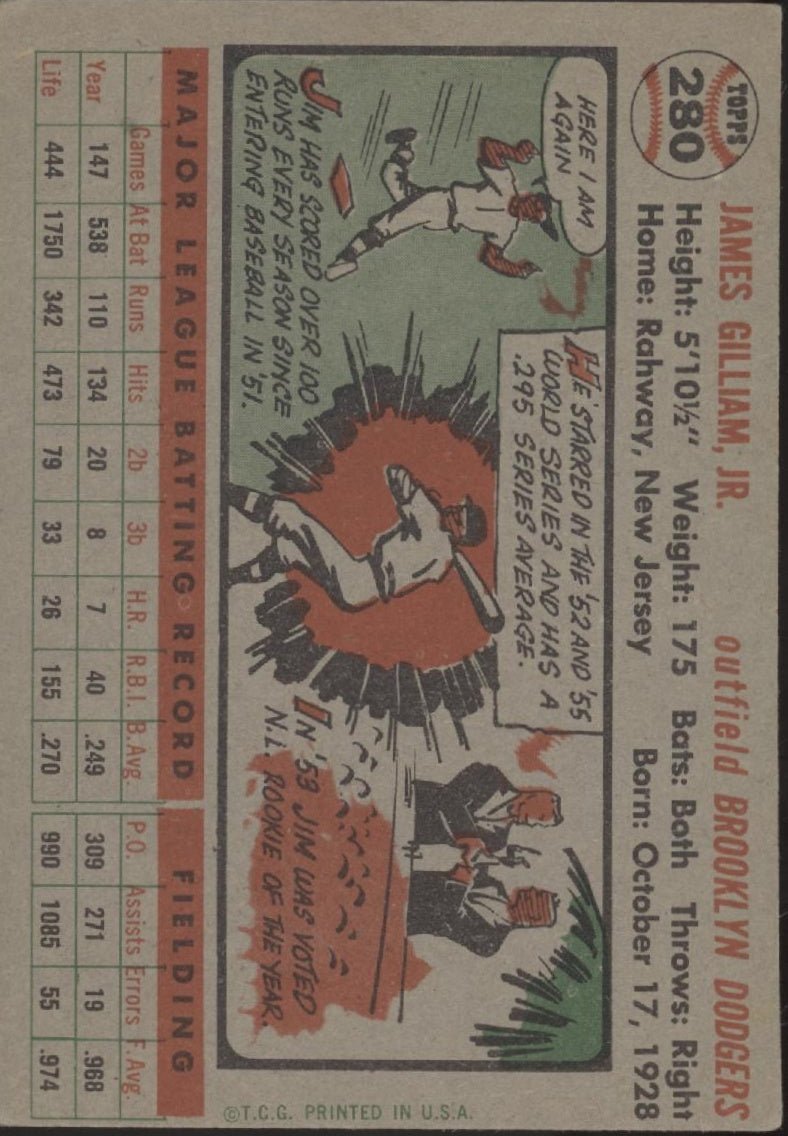 TOPPS
280
JAMES GILLIAM, JR. outfield BROOKLYN DODGERS
Height: 5'10½" Weight: 175 Bats: Both Throws: Right
Home: Rahway, New Jersey Born: October 17, 1928
HERE I AM
AGAIN
JIM HAS SCORED OVER 100
RUNS EVERY SEASON SINCE
ENTERING BASEBALL IN '51.
HE STARRED IN THE '52 AND '55
WORLD SERIES AND HAS A
.295 SERIES AVERAGE.
IN '53 JIM WAS VOTED
N.L. ROOKIE OF THE YEAR.
©T.C.G. PRINTED IN U.S.A.
MAJOR LEAGUE BATTING RECORD FIELDING
Games At Bat Runs Hits 2b 3b H.R. R.B.I. B.Avg. P.O. Assists Errors F.Avg.
Year 147 538 110 134 20 8 7 40 .249 309 271 19 .968
Life 444 1750 342 473 79 33 26 155 .270 990 1085 55 .974